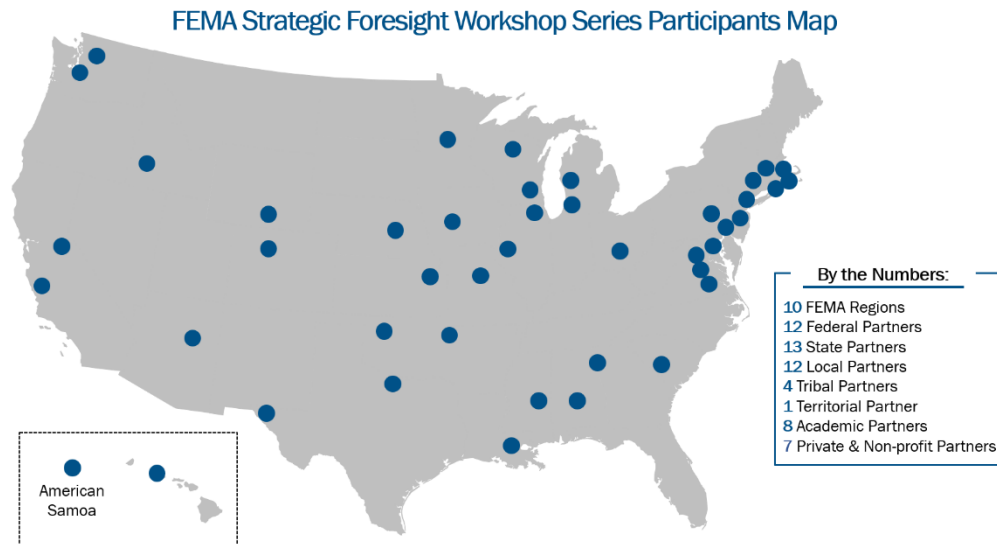 FEMA Strategic Foresight Workshop Series Participants Map
By the Numbers:
10 FEMA Regions
12 Federal Partners
13 State Partners
12 Local Partners
4 Tribal Partners
1 Territorial Partner
8 Academic Partners
7 Private & Non-profit Partners
American
Samoa